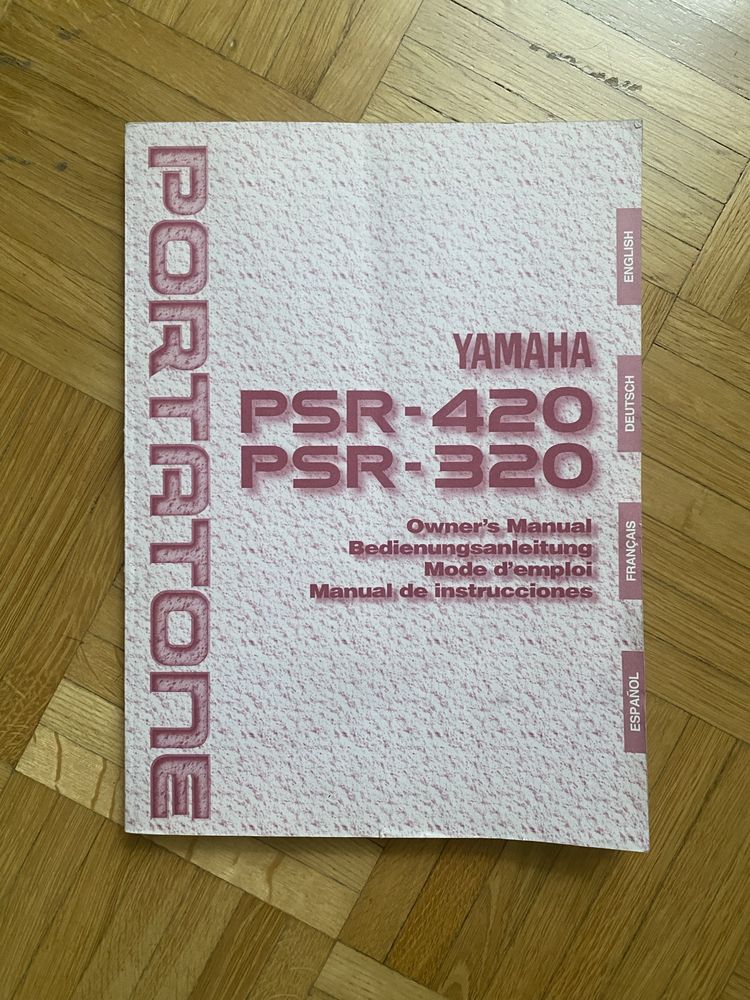 PORTATONE
YAMAHA
PSR-420
PSR-320
Owner's Manual
Bedienungsanleitung
Mode d'emploi
Manual de instrucciones
ENGLISH
DEUTSCH
FRANÇAIS
ESPAÑOL